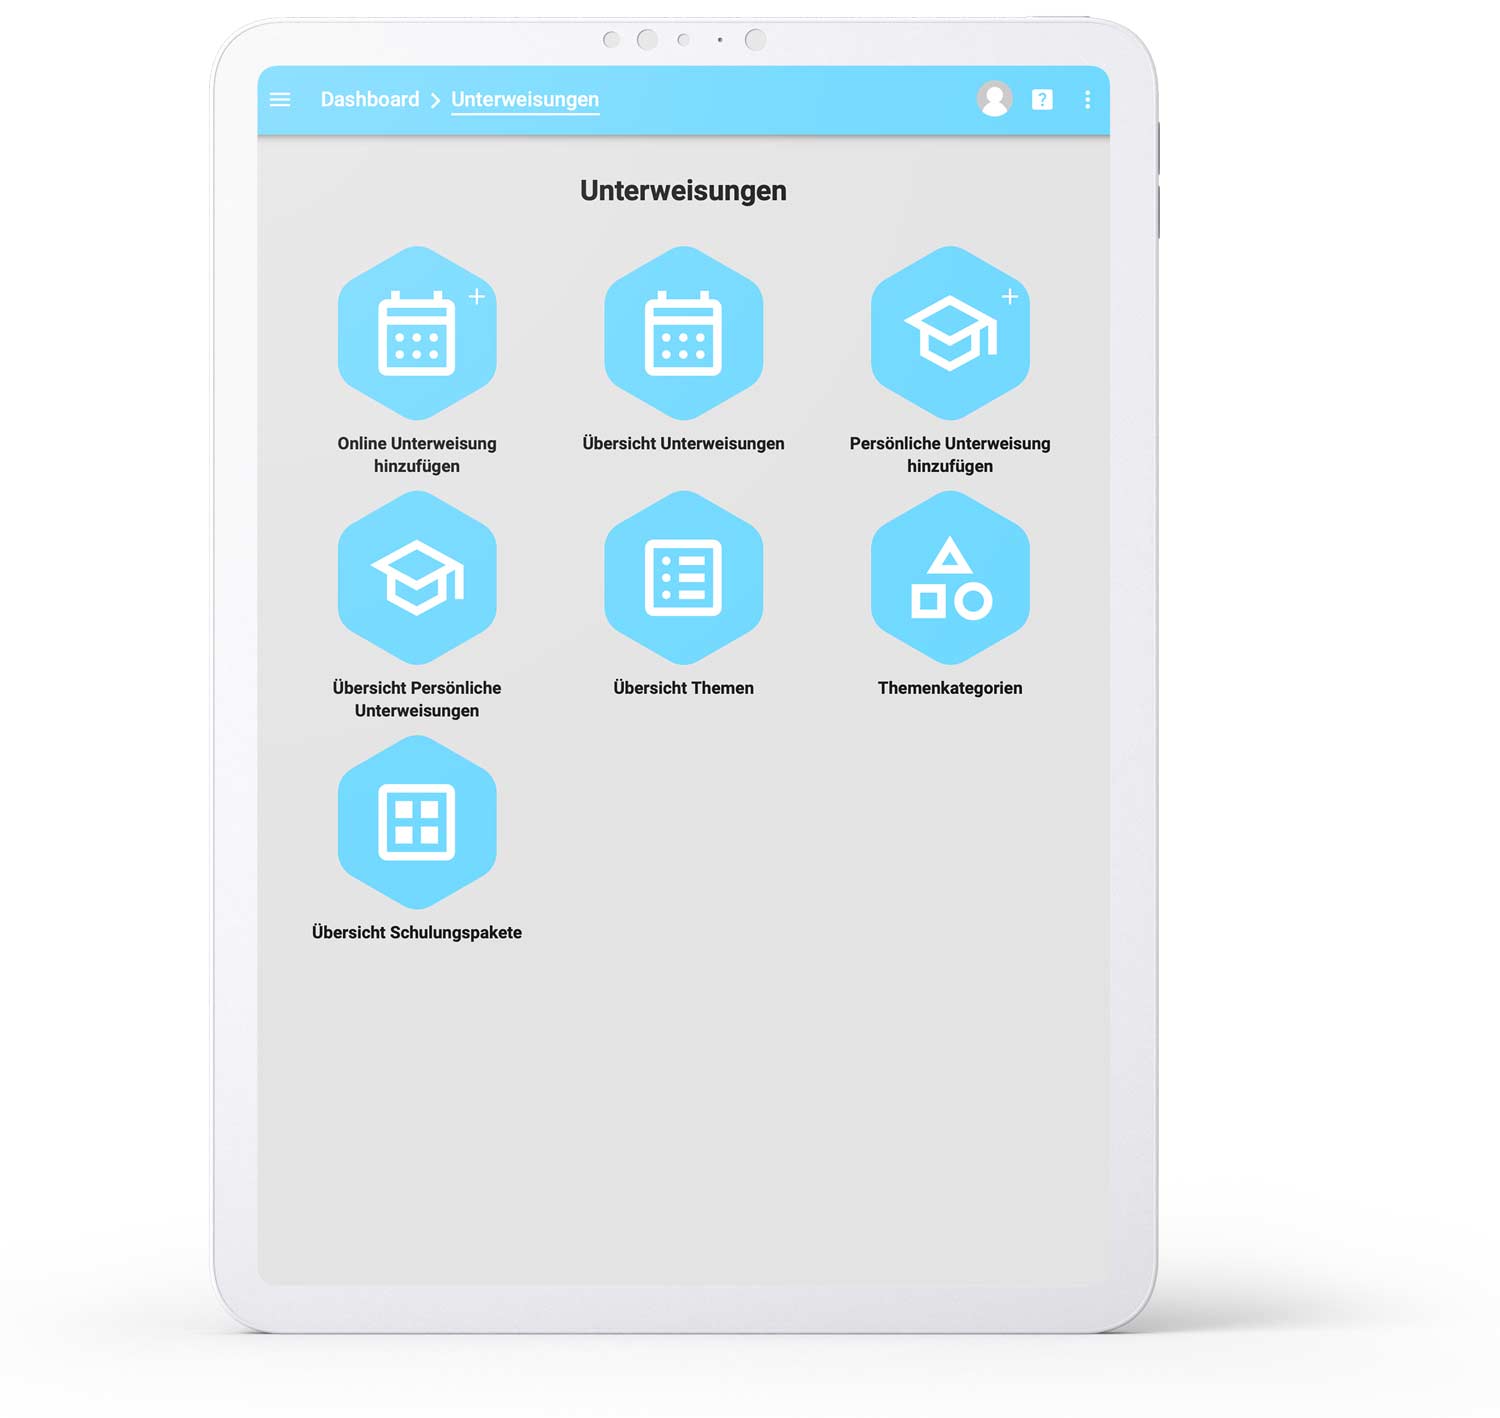 Dashboard > Unterweisungen
?
Unterweisungen
Online Unterweisung
hinzufügen
Übersicht Unterweisungen
Persönliche Unterweisung
hinzufügen
Übersicht Persönliche
Unterweisungen
Übersicht Themen
Themenkategorien
Übersicht Schulungspakete